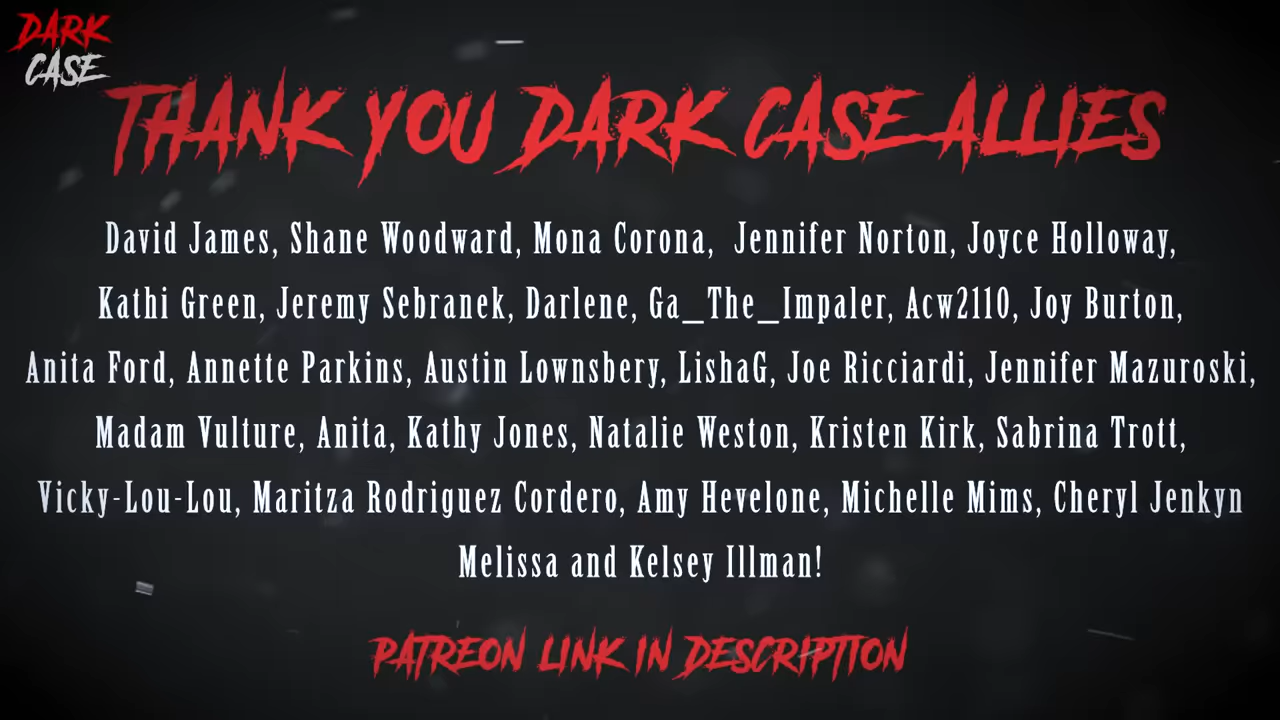 DARK
CASE
THANK YOU DARK CASE ALLIES
David James, Shane Woodward, Mona Corona,  Jennifer Norton, Joyce Holloway,
Kathi Green, Jeremy Sebranek, Darlene, Ga_The_Impaler, Acw2110, Joy Burton,
Anita Ford, Annette Parkins, Austin Lownsbery, LishaG, Joe Ricciardi, Jennifer Mazuroski,
Madam Vulture, Anita, Kathy Jones, Natalie Weston, Kristen Kirk, Sabrina Trott,
Vicky-Lou-Lou, Maritza Rodriguez Cordero, Amy Hevelone, Michelle Mims, Cheryl Jenkyn
Melissa and Kelsey Illman!
PATREON LINK IN DESCRIPTION